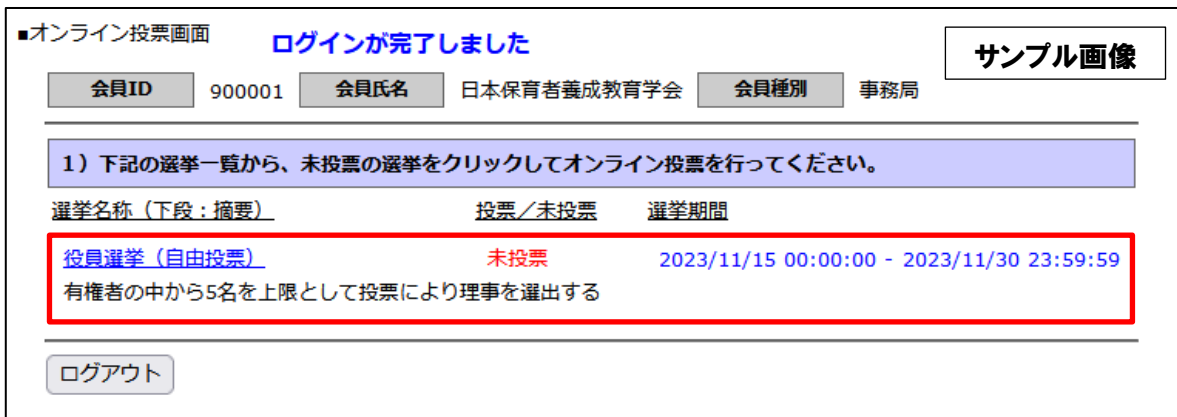 ■オンライン投票画面
ログインが完了しました
サンプル画像
会員ID 900001 会員氏名 日本保育者養成教育学会 会員種別 事務局
1）下記の選挙一覧から、未投票の選挙をクリックしてオンライン投票を行ってください。
選挙名称（下段：摘要） 投票／未投票 選挙期間
役員選挙（自由投票） 未投票 2023/11/15 00:00:00 - 2023/11/30 23:59:59
有権者の中から5名を上限として投票により理事を選出する
ログアウト